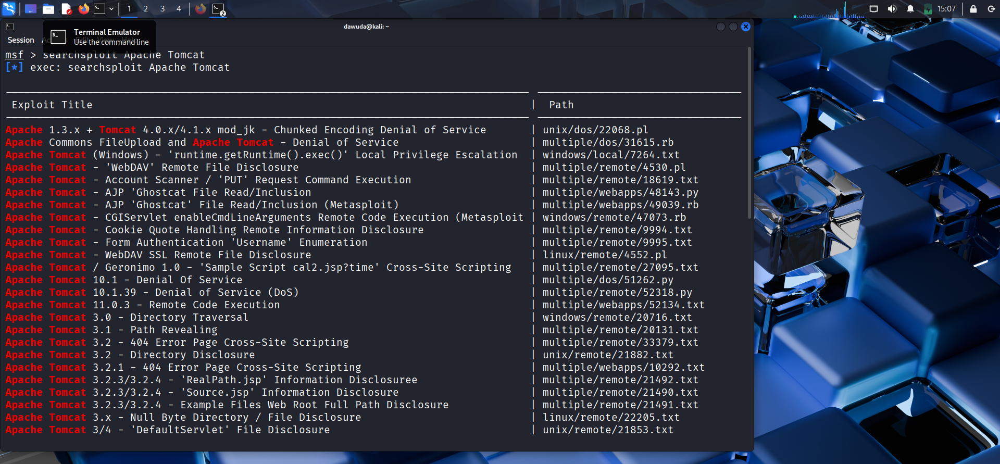 1 2 3 4
2
15:07
dawuda@kali: ~
Session
Terminal Emulator
Use the command line
msf > searchsploit Apache Tomcat
[*] exec: searchsploit Apache Tomcat
Exploit Title | Path
Apache 1.3.x + Tomcat 4.0.x/4.1.x mod_jk - Chunked Encoding Denial of Service | unix/dos/22068.pl
Apache Commons FileUpload and Apache Tomcat - Denial of Service | multiple/dos/31615.rb
Apache Tomcat (Windows) - 'runtime.getRuntime().exec()' Local Privilege Escalation | windows/local/7264.txt
Apache Tomcat - 'WebDAV' Remote File Disclosure | multiple/remote/4530.pl
Apache Tomcat - Account Scanner / 'PUT' Request Command Execution | multiple/remote/18619.txt
Apache Tomcat - AJP 'Ghostcat File Read/Inclusion | multiple/webapps/48143.py
Apache Tomcat - AJP 'Ghostcat' File Read/Inclusion (Metasploit) | multiple/webapps/49039.rb
Apache Tomcat - CGIServlet enableCmdLineArguments Remote Code Execution (Metasploit | windows/remote/47073.rb
Apache Tomcat - Cookie Quote Handling Remote Information Disclosure | multiple/remote/9994.txt
Apache Tomcat - Form Authentication 'Username' Enumeration | multiple/remote/9995.txt
Apache Tomcat - WebDAV SSL Remote File Disclosure | linux/remote/4552.pl
Apache Tomcat / Geronimo 1.0 - 'Sample Script cal2.jsp?time' Cross-Site Scripting | multiple/remote/27095.txt
Apache Tomcat 10.1 - Denial Of Service | multiple/dos/51262.py
Apache Tomcat 10.1.39 - Denial of Service (DoS) | multiple/remote/52318.py
Apache Tomcat 11.0.3 - Remote Code Execution | multiple/webapps/52134.txt
Apache Tomcat 3.0 - Directory Traversal | windows/remote/20716.txt
Apache Tomcat 3.1 - Path Revealing | multiple/remote/20131.txt
Apache Tomcat 3.2 - 404 Error Page Cross-Site Scripting | multiple/remote/33379.txt
Apache Tomcat 3.2 - Directory Disclosure | unix/remote/21882.txt
Apache Tomcat 3.2.1 - 404 Error Page Cross-Site Scripting | multiple/webapps/10292.txt
Apache Tomcat 3.2.3/3.2.4 - 'RealPath.jsp' Information Disclosuree | multiple/remote/21492.txt
Apache Tomcat 3.2.3/3.2.4 - 'Source.jsp' Information Disclosure | multiple/remote/21490.txt
Apache Tomcat 3.2.3/3.2.4 - Example Files Web Root Full Path Disclosure | multiple/remote/21491.txt
Apache Tomcat 3.x - Null Byte Directory / File Disclosure | linux/remote/22205.txt
Apache Tomcat 3/4 - 'DefaultServlet' File Disclosure | unix/remote/21853.txt